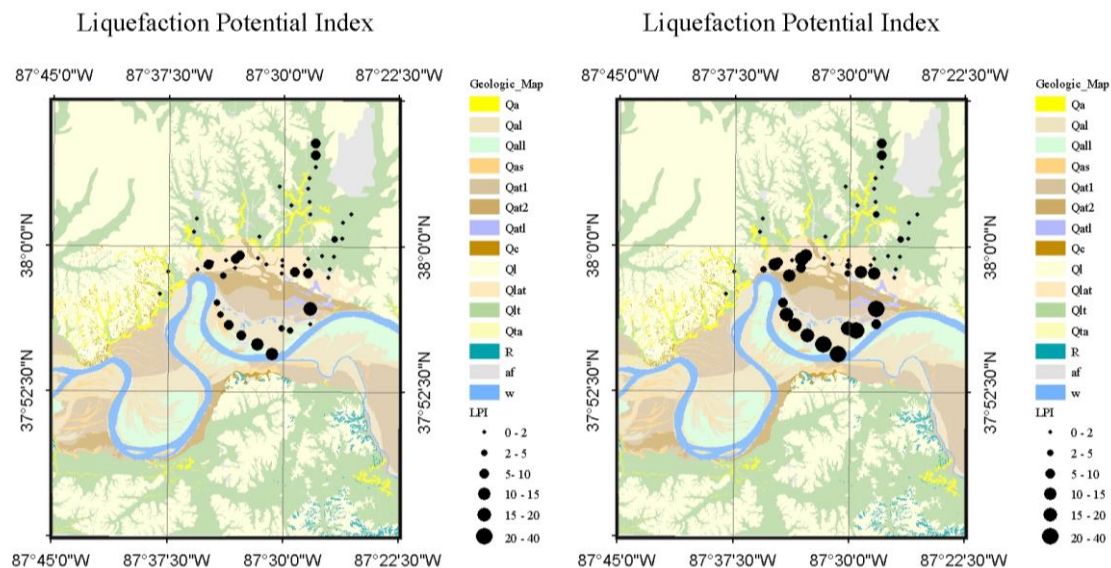 Liquefaction Potential Index
87°45'0"W 87°37'30"W 87°30'0"W 87°22'30"W
38°0'0"N
37°52'30"N
38°0'0"N
37°52'30"N
87°45'0"W 87°37'30"W 87°30'0"W 87°22'30"W
Geologic_Map
Qa
Qal
Qall
Qas
Qat1
Qat2
Qatl
Qc
Ql
Qlat
Qlt
Qta
R
af
w
LPI
0 - 2
2 - 5
5 - 10
10 - 15
15 - 20
20 - 40
Liquefaction Potential Index
87°45'0"W 87°37'30"W 87°30'0"W 87°22'30"W
38°0'0"N
37°52'30"N
38°0'0"N
37°52'30"N
87°45'0"W 87°37'30"W 87°30'0"W 87°22'30"W
Geologic_Map
Qa
Qal
Qall
Qas
Qat1
Qat2
Qatl
Qc
Ql
Qlat
Qlt
Qta
R
af
w
LPI
0 - 2
2 - 5
5 - 10
10 - 15
15 - 20
20 - 40